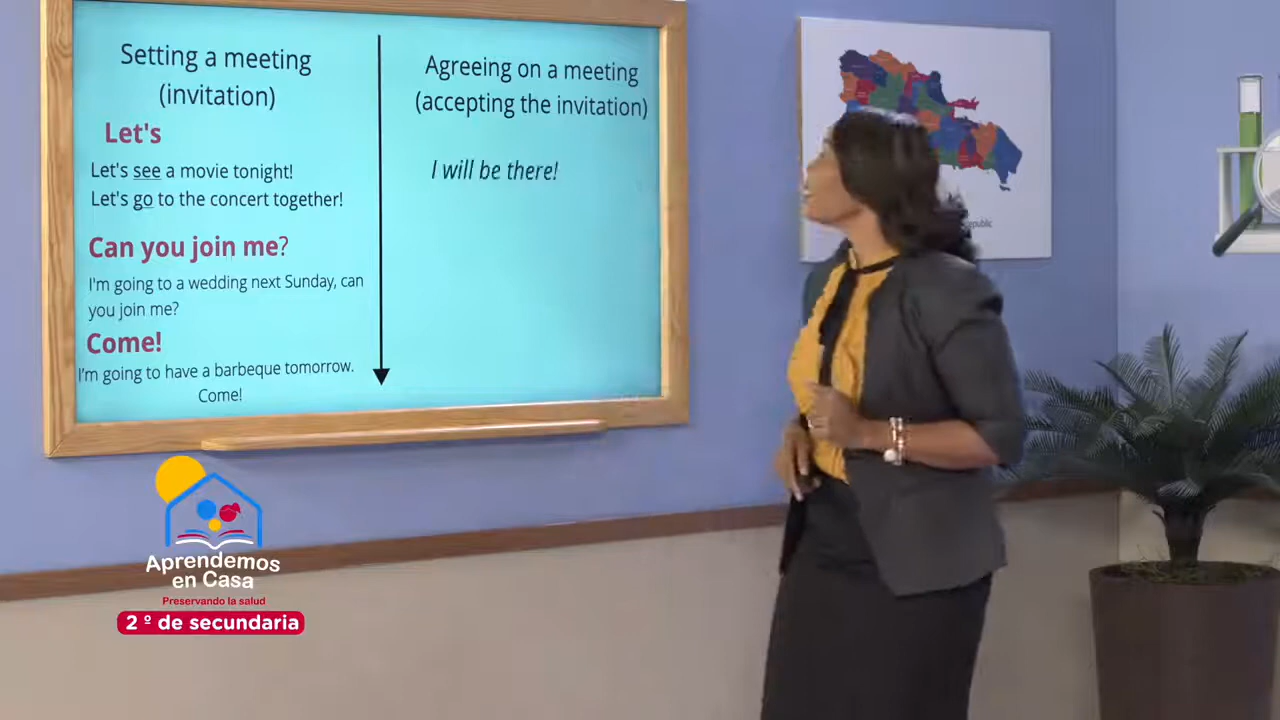 Setting a meeting
(invitation)
Let's
Let's see a movie tonight!
Let's go to the concert together!
Can you join me?
I'm going to a wedding next Sunday, can
you join me?
Come!
I'm going to have a barbeque tomorrow.
Come!
Agreeing on a meeting
(accepting the invitation)
I will be there!
Aprendemos
en Casa
Preservando la salud
2 º de secundaria